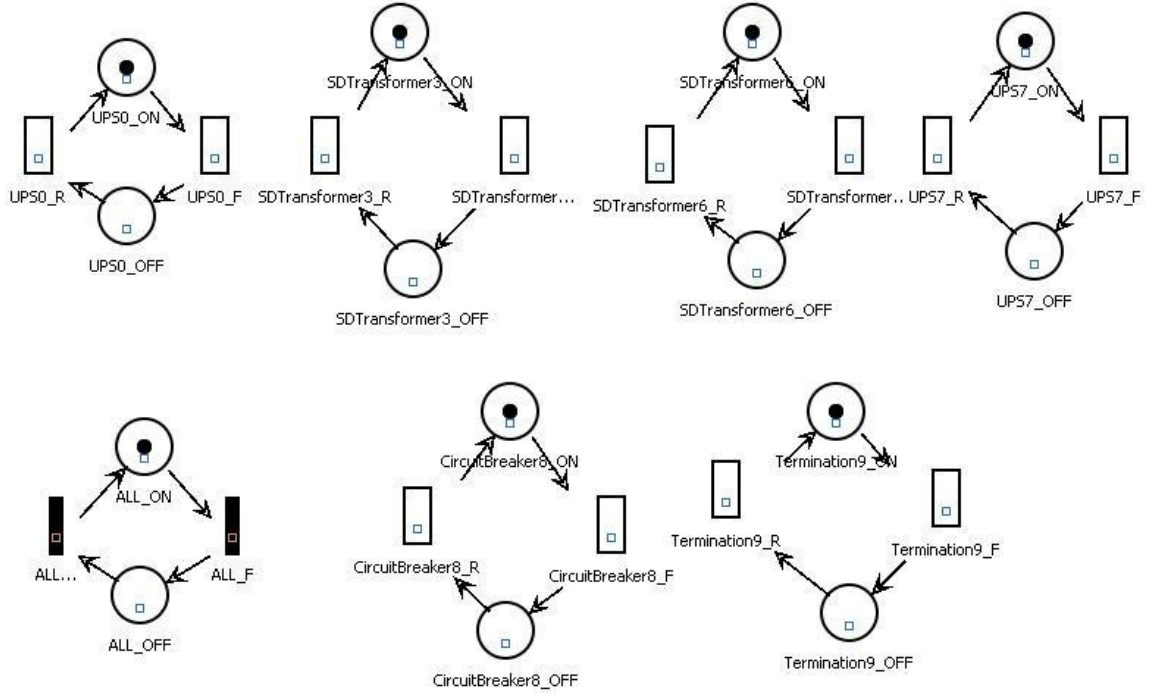 SDTransformer3_ON
SDTransformer6_ON
UPS7_ON
UPS0_ON
UPS0_R
UPS0_F
SDTransformer3_R
SDTransformer...
SDTransformer6_R
SDTransformer..
UPS7_R
UPS7_F
UPS0_OFF
SDTransformer3_OFF
SDTransformer6_OFF
UPS7_OFF
ALL_ON
CircuitBreaker8_ON
Termination9_ON
ALL...
ALL_F
CircuitBreaker8_R
CircuitBreaker8_F
Termination9_R
Termination9_F
ALL_OFF
CircuitBreaker8_OFF
Termination9_OFF